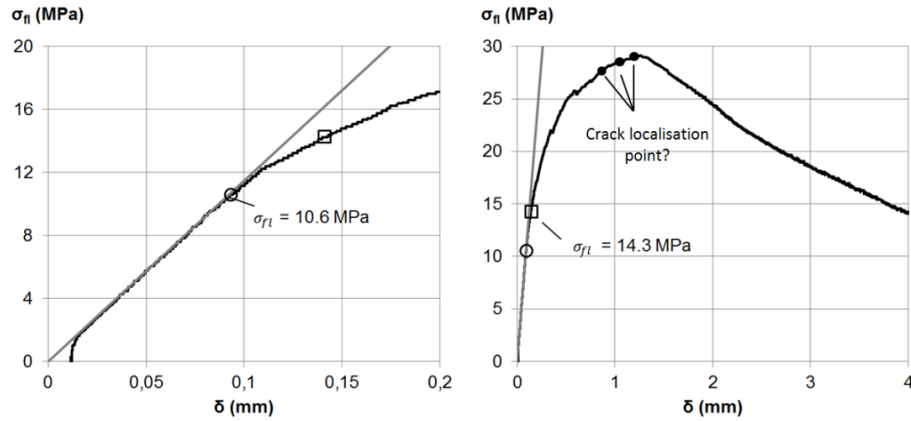 σfl (MPa)
20
16
12
8
4
0
0 0,05 0,1 0,15 0,2
δ (mm)
σfl = 10.6 MPa
σfl (MPa)
30
25
20
15
10
5
0
0 1 2 3 4
δ (mm)
Crack localisation
point?
σfl = 14.3 MPa